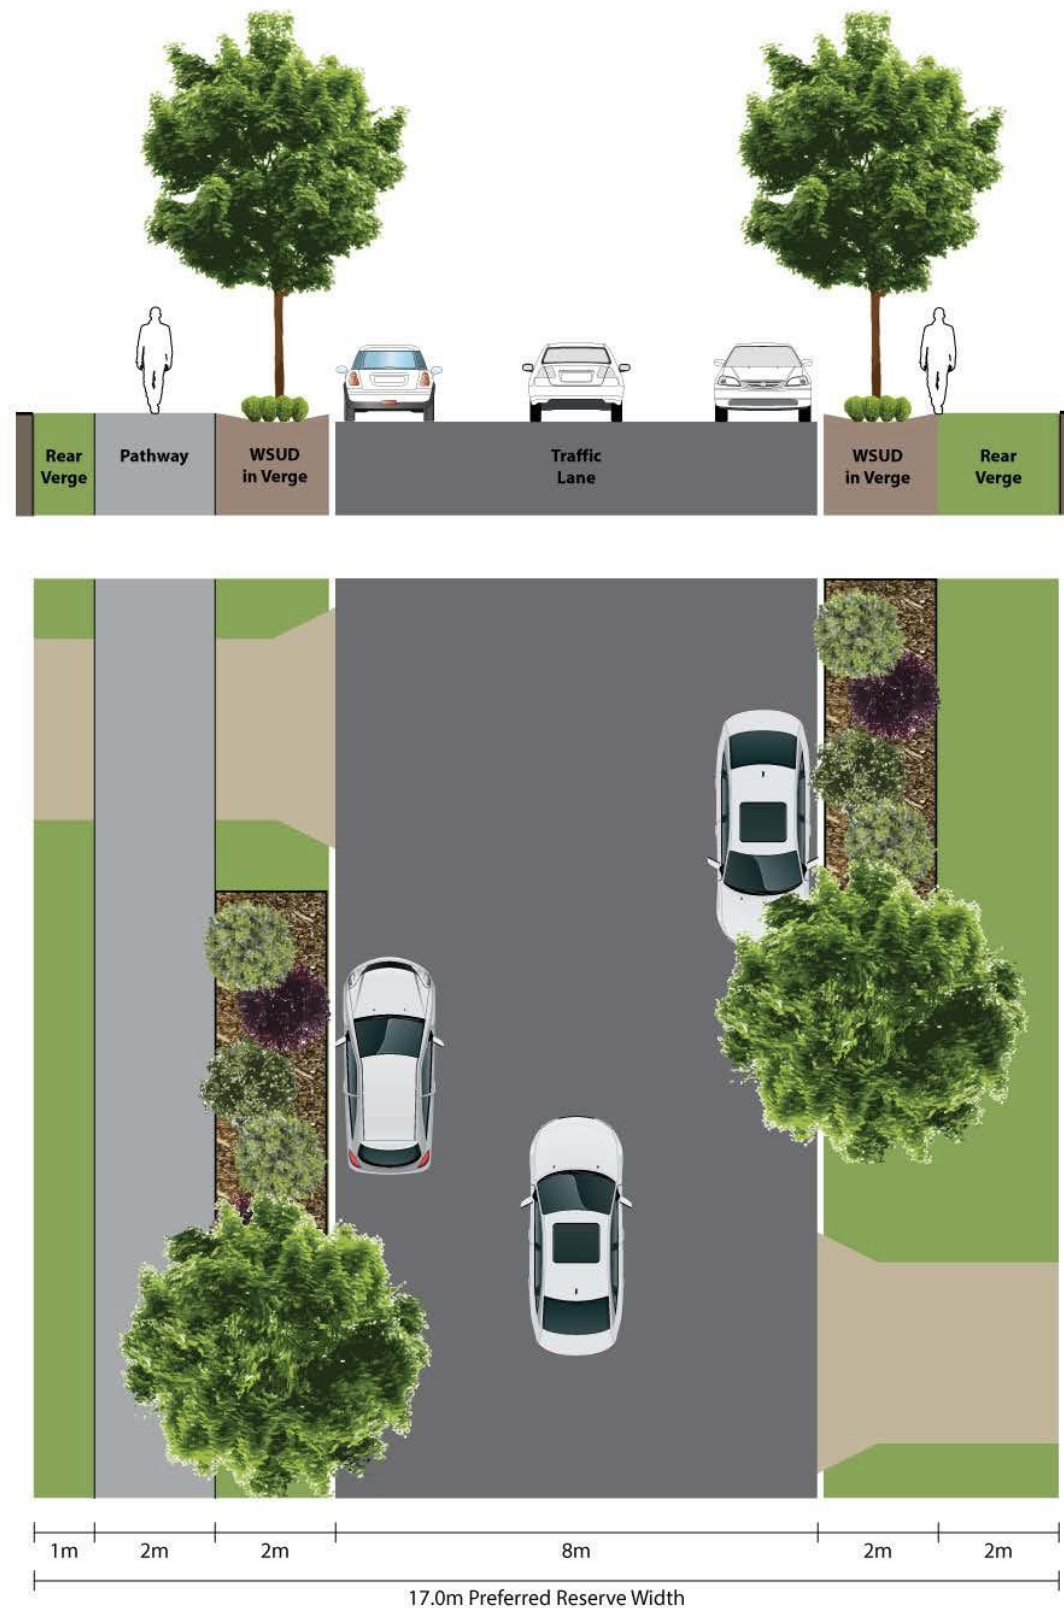 Rear
Verge
Pathway
WSUD
in Verge
Traffic
Lane
WSUD
in Verge
Rear
Verge
1m
2m
2m
8m
2m
2m
17.0m Preferred Reserve Width